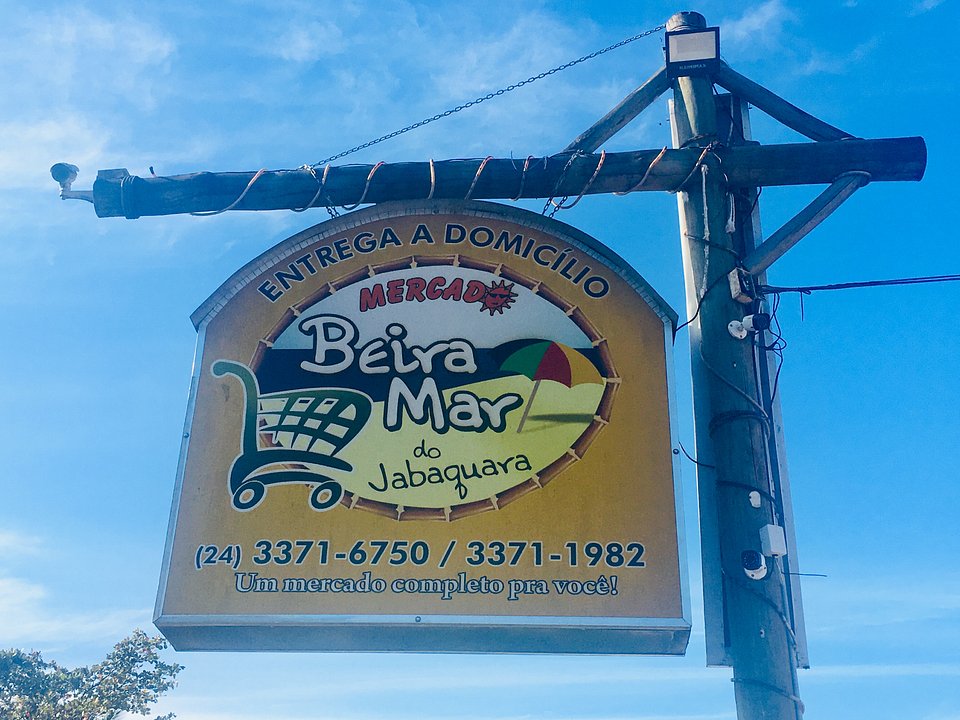 ENTREGA A DOMICÍLIO
MERCADO
Beira
Mar
do
Jabaquara
(24) 3371-6750 / 3371-1982
Um mercado completo pra você!